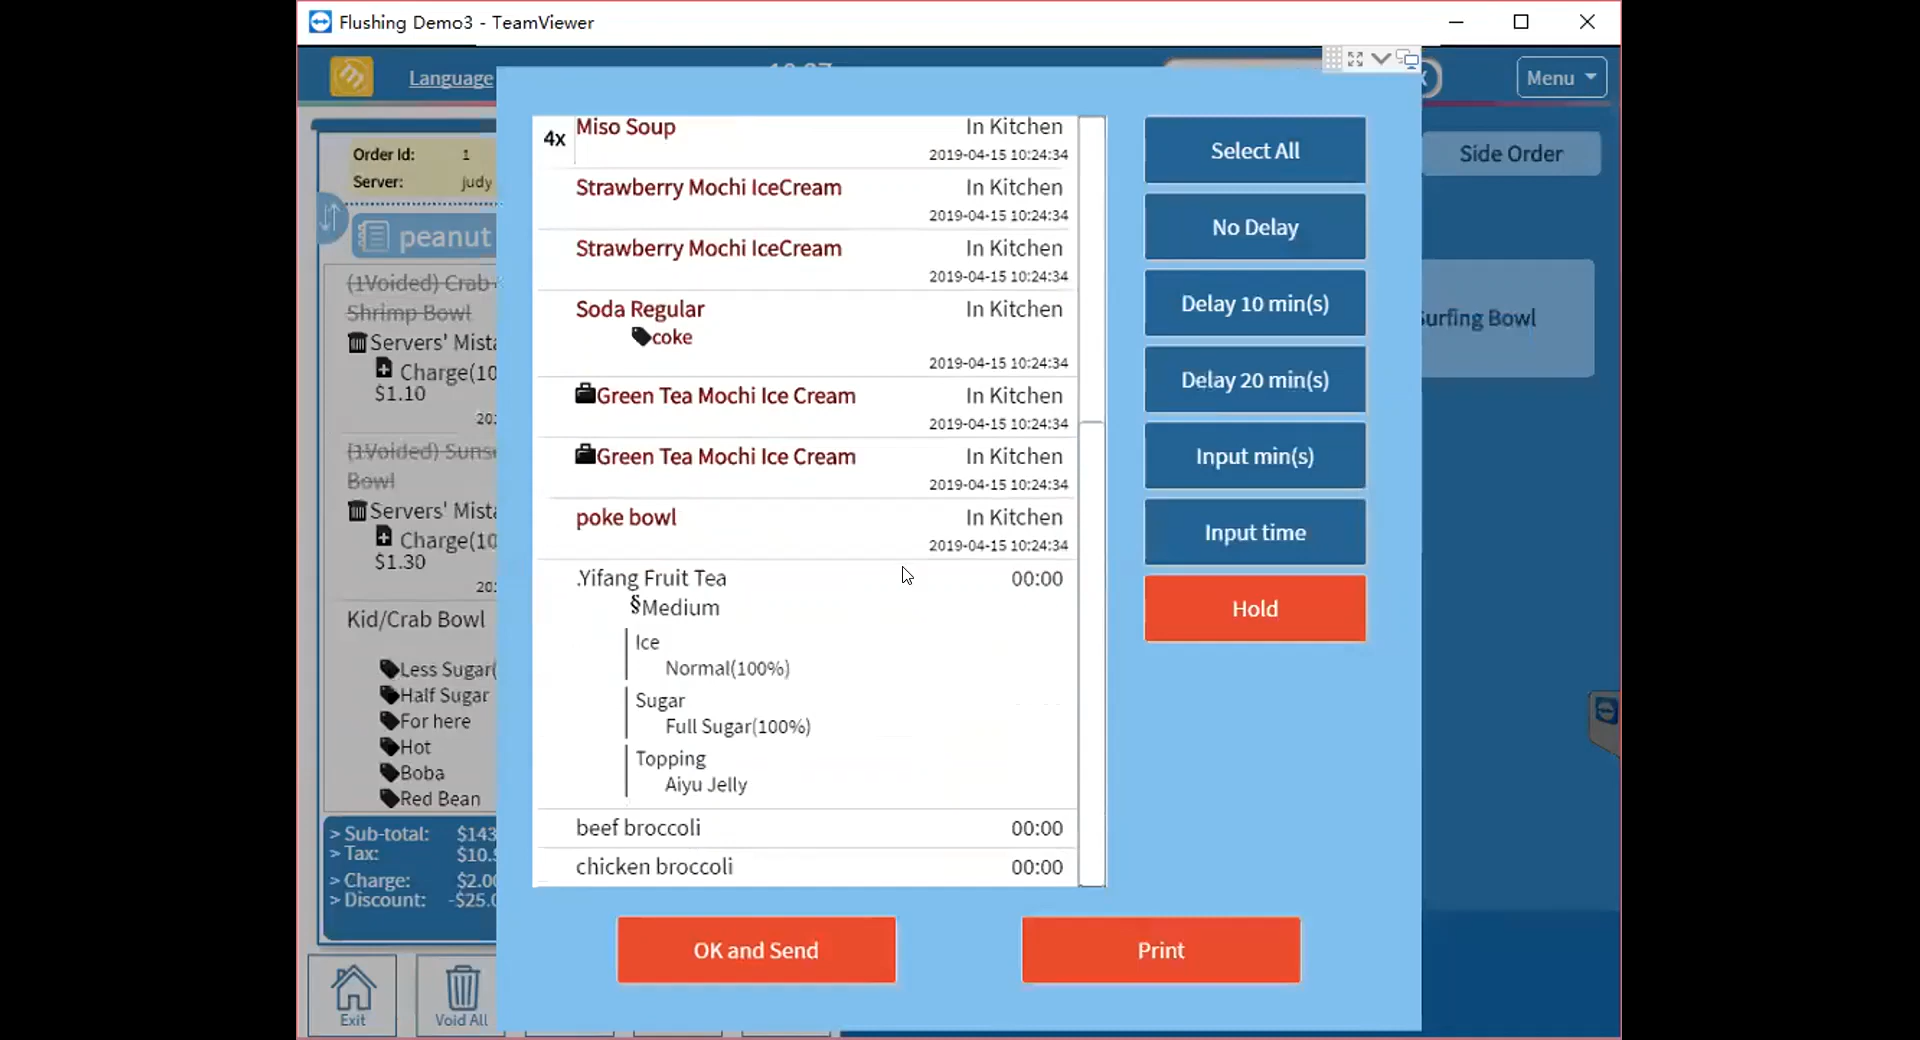 Flushing Demo3 - TeamViewer
Language
Menu
Order Id: 1
Server: judy
peanut
(1Voided) Crab
Shrimp Bowl
Servers' Mista
Charge(10
$1.10
(1Voided) Suns
Bowl
Servers' Mista
Charge(10
$1.30
Kid/Crab Bowl
Less Sugar(
Half Sugar
For here
Hot
Boba
Red Bean
> Sub-total: $143
> Tax: $10.
> Charge: $2.00
> Discount: -$25.
Exit
Void All
4x Miso Soup In Kitchen
2019-04-15 10:24:34
Strawberry Mochi IceCream In Kitchen
2019-04-15 10:24:34
Strawberry Mochi IceCream In Kitchen
2019-04-15 10:24:34
Soda Regular In Kitchen
coke
2019-04-15 10:24:34
Green Tea Mochi Ice Cream In Kitchen
2019-04-15 10:24:34
Green Tea Mochi Ice Cream In Kitchen
2019-04-15 10:24:34
poke bowl In Kitchen
2019-04-15 10:24:34
.Yifang Fruit Tea 00:00
§Medium
Ice
Normal(100%)
Sugar
Full Sugar(100%)
Topping
Aiyu Jelly
beef broccoli 00:00
chicken broccoli 00:00
OK and Send
Print
Select All
No Delay
Delay 10 min(s)
Delay 20 min(s)
Input min(s)
Input time
Hold
Side Order
Surfing Bowl